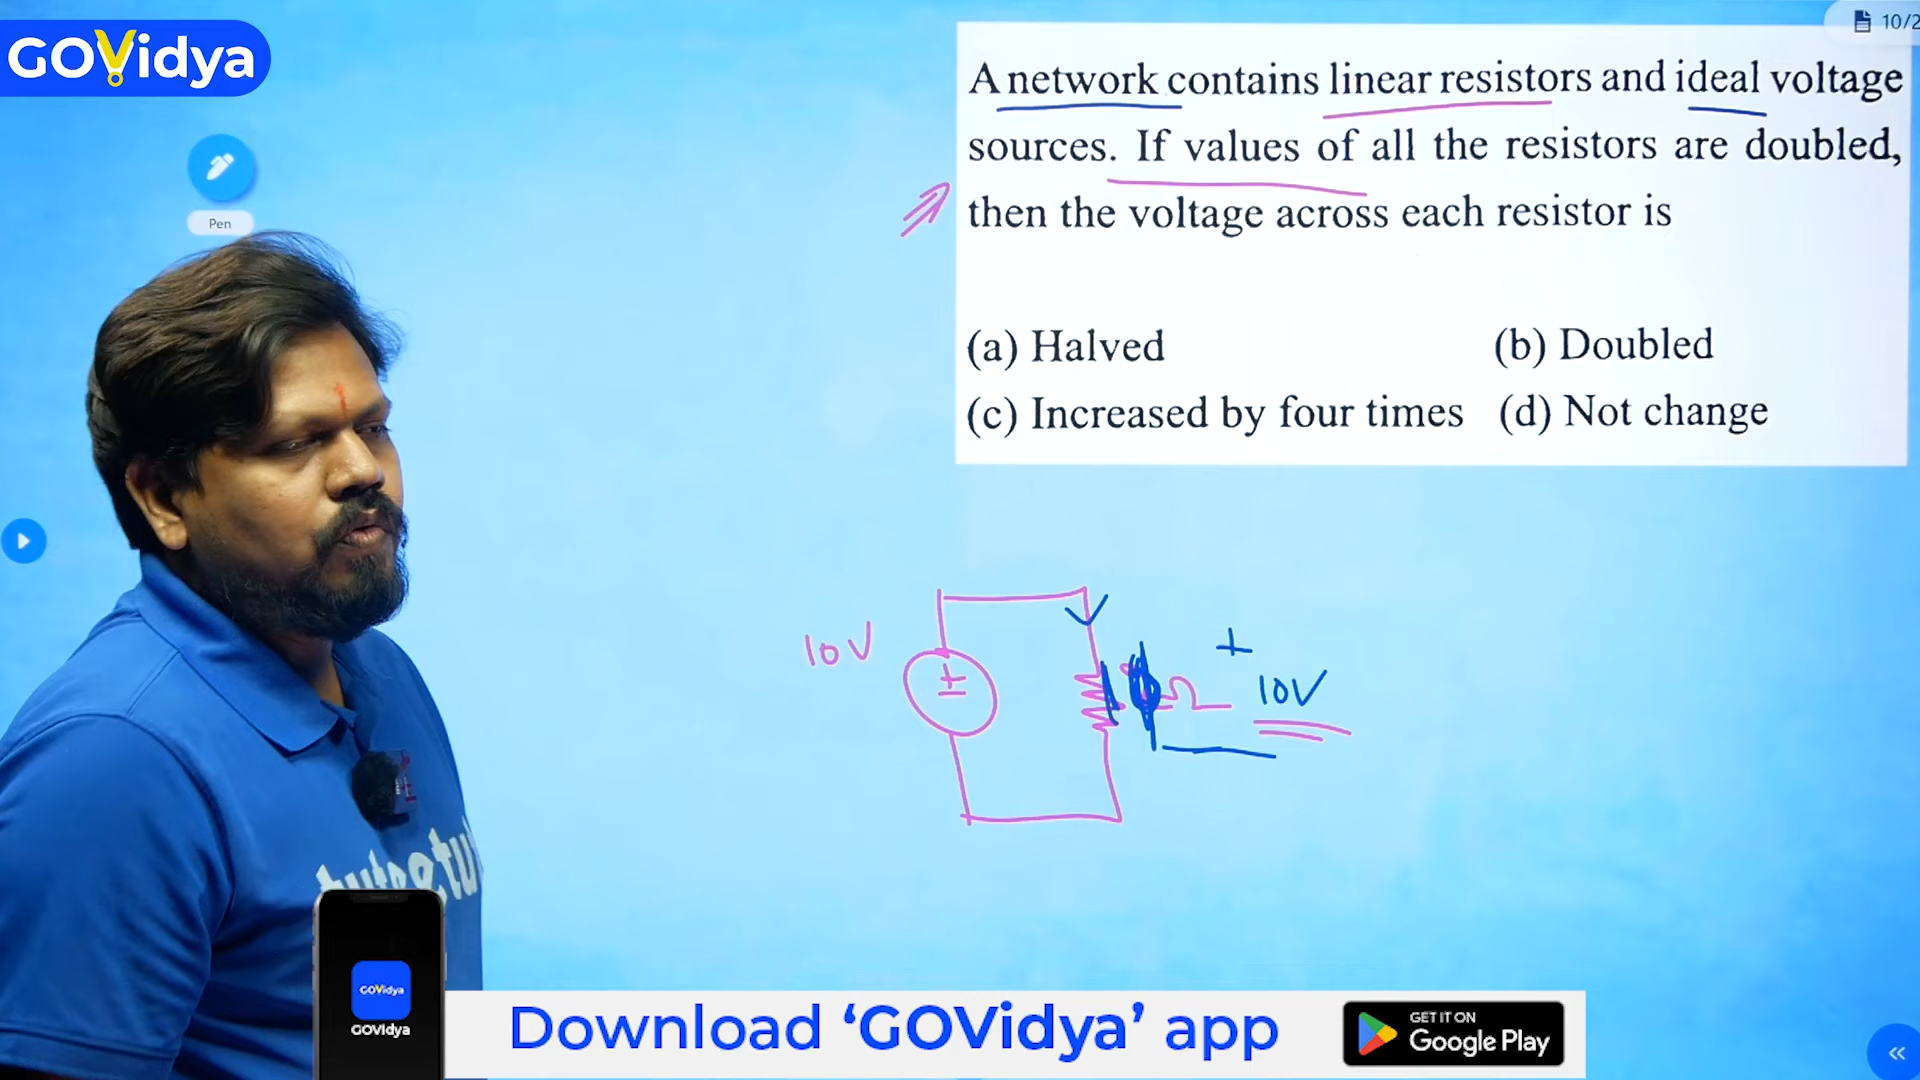 GOVidya
10/2
Pen
A network contains linear resistors and ideal voltage
sources. If values of all the resistors are doubled,
then the voltage across each resistor is
(a) Halved
(b) Doubled
(c) Increased by four times
(d) Not change
10V
±
Ω
+
10V
GOVidya
GOVidya
Download ‘GOVidya’ app
GET IT ON
Google Play